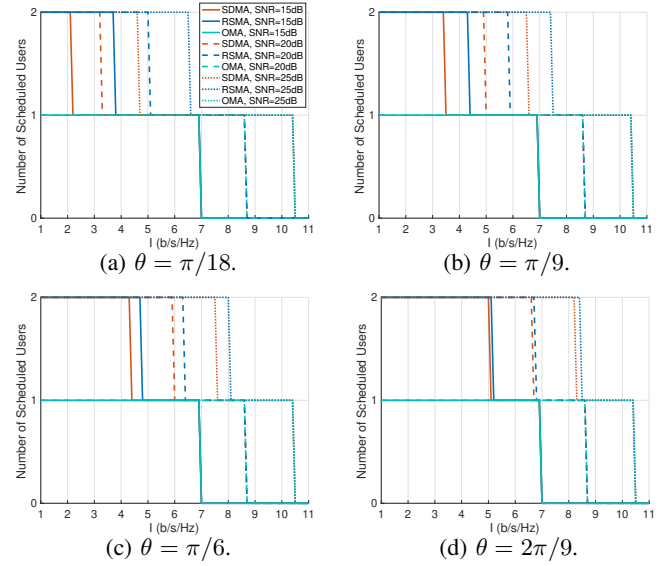 2
1
0
Number of Scheduled Users
1 2 3 4 5 6 7 8 9 10 11
I (b/s/Hz)
SDMA, SNR=15dB
RSMA, SNR=15dB
OMA, SNR=15dB
SDMA, SNR=20dB
RSMA, SNR=20dB
OMA, SNR=20dB
SDMA, SNR=25dB
RSMA, SNR=25dB
OMA, SNR=25dB
(a) θ = π/18.
2
1
0
Number of Scheduled Users
1 2 3 4 5 6 7 8 9 10 11
I (b/s/Hz)
(b) θ = π/9.
2
1
0
Number of Scheduled Users
1 2 3 4 5 6 7 8 9 10 11
I (b/s/Hz)
(c) θ = π/6.
2
1
0
Number of Scheduled Users
1 2 3 4 5 6 7 8 9 10 11
I (b/s/Hz)
(d) θ = 2π/9.